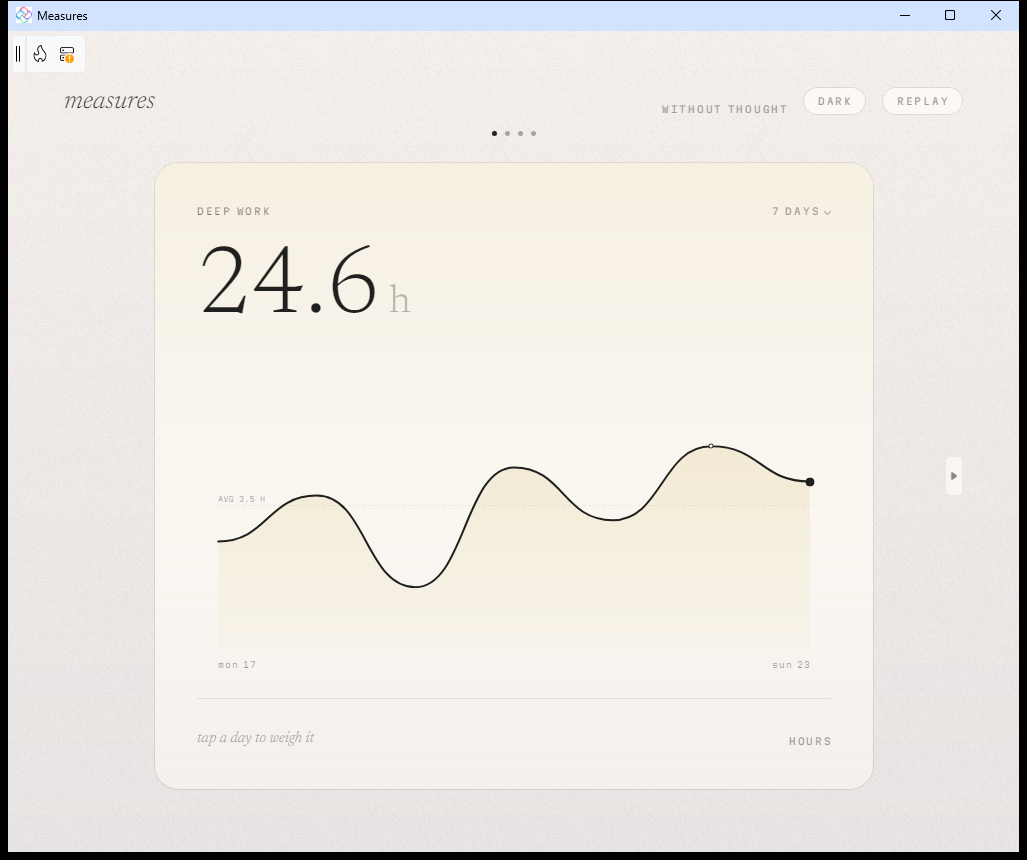 Measures
measures
WITHOUT THOUGHT
DARK
REPLAY
DEEP WORK
7 DAYS
24.6 h
AVG 3.5 H
mon 17
sun 23
tap a day to weigh it
HOURS